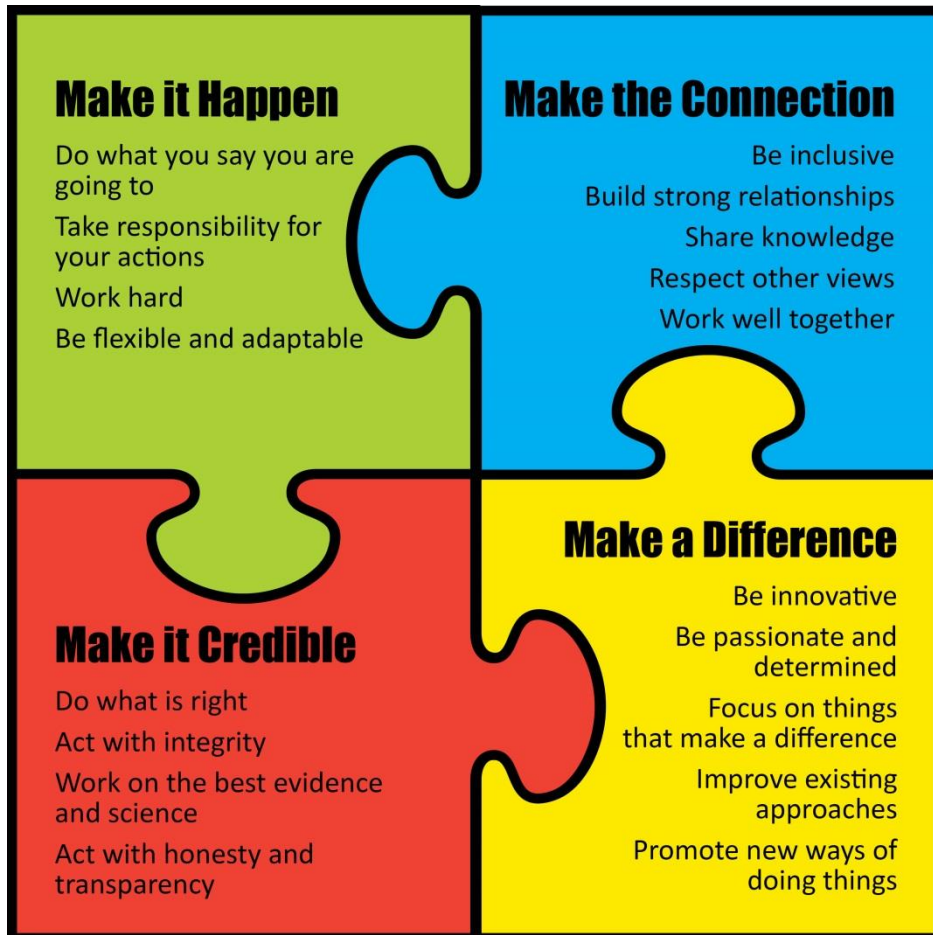 Make it Happen
Do what you say you are
going to
Take responsibility for
your actions
Work hard
Be flexible and adaptable
Make the Connection
Be inclusive
Build strong relationships
Share knowledge
Respect other views
Work well together
Make it Credible
Do what is right
Act with integrity
Work on the best evidence
and science
Act with honesty and
transparency
Make a Difference
Be innovative
Be passionate and
determined
Focus on things
that make a difference
Improve existing
approaches
Promote new ways of
doing things